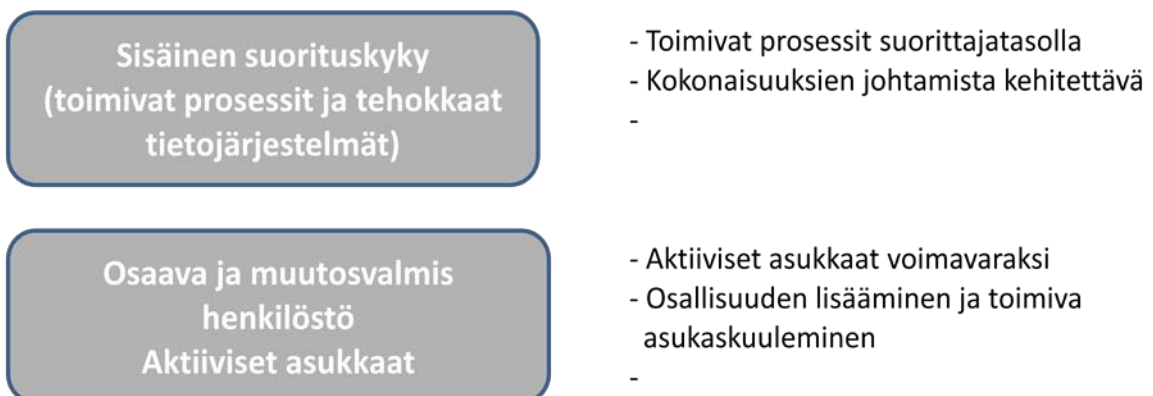 Sisäinen suorituskyky
(toimivat prosessit ja tehokkaat
tietojärjestelmät)
- Toimivat prosessit suorittajatasolla
- Kokonaisuuksien johtamista kehitettävä
-
Osaava ja muutosvalmis
henkilöstö
Aktiiviset asukkaat
- Aktiiviset asukkaat voimavaraksi
- Osallisuuden lisääminen ja toimiva
asukaskuuleminen
-